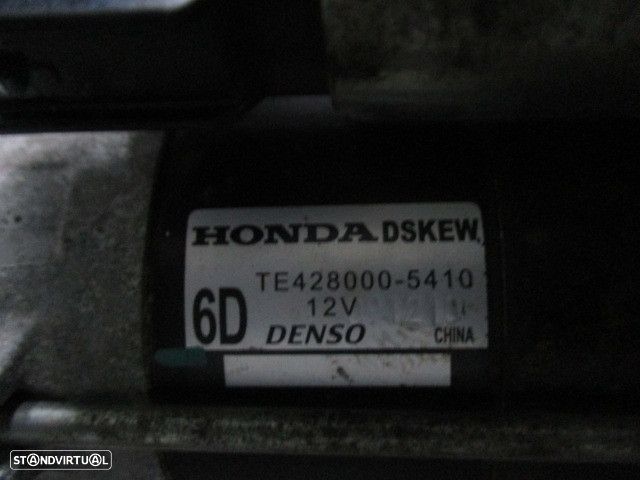 HONDA DSKEW
TE428000-5410
6D
12V
DENSO
CHINA
STANDVIRTUAL